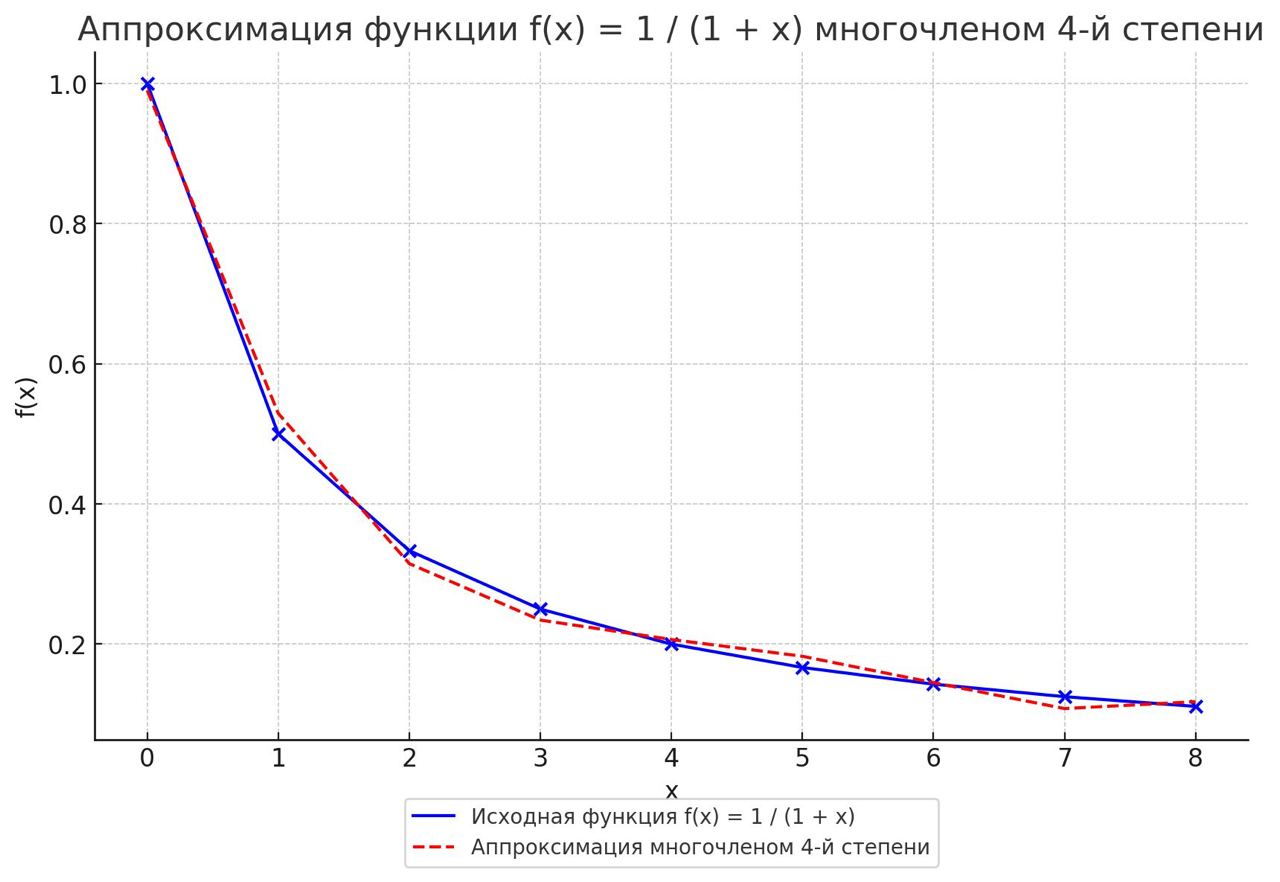 Аппроксимация функции f(x) = 1 / (1 + x) многочленом 4-й степени
f(x)
1.0
0.8
0.6
0.4
0.2
0 1 2 3 4 5 6 7 8
x
Исходная функция f(x) = 1 / (1 + x)
Аппроксимация многочленом 4-й степени